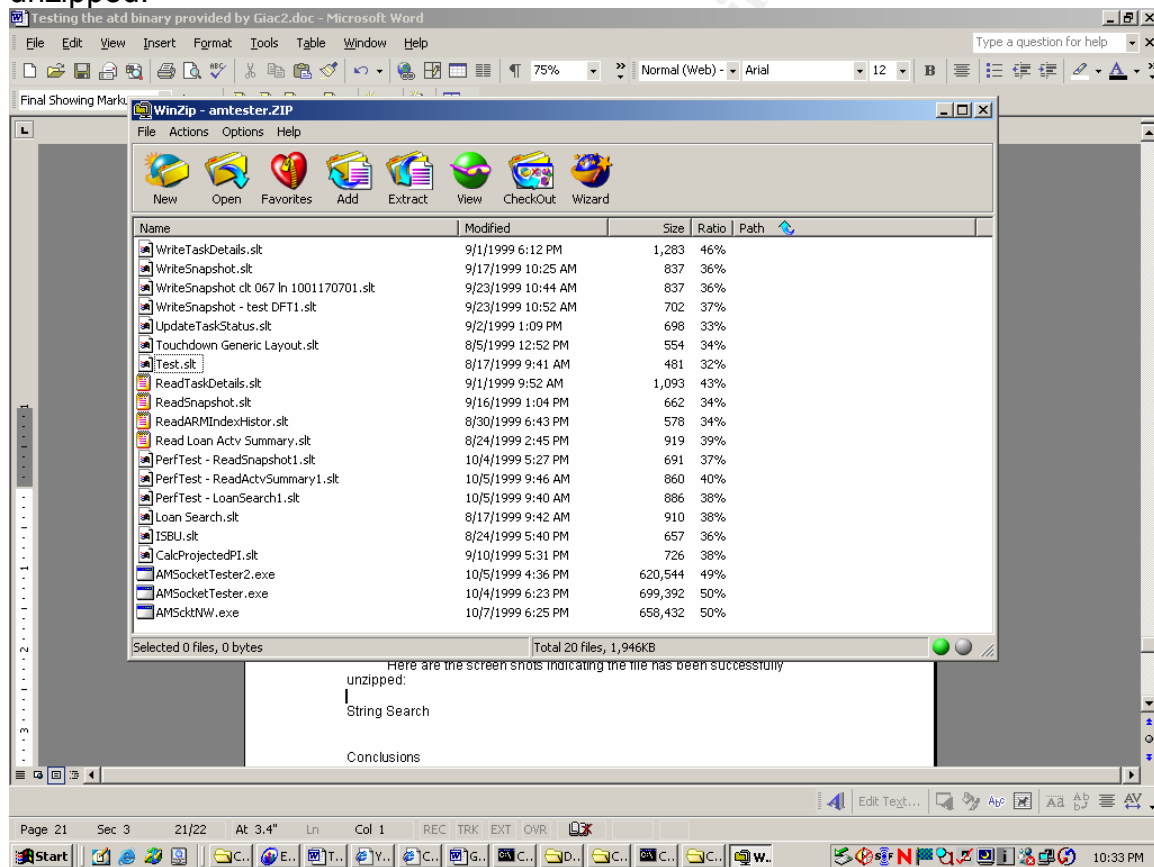 unzipped:
Testing the atd binary provided by Giac2.doc - Microsoft Word
File Edit View Insert Format Tools Table Window Help Type a question for help
75% Normal (Web) - Arial 12 B
Final Showing Marku
WinZip - amtester.ZIP
File Actions Options Help
New Open Favorites Add Extract View CheckOut Wizard
Name Modified Size Ratio Path
WriteTaskDetails.slt 9/1/1999 6:12 PM 1,283 46%
WriteSnapshot.slt 9/17/1999 10:25 AM 837 36%
WriteSnapshot clt 067 ln 1001170701.slt 9/23/1999 10:44 AM 837 36%
WriteSnapshot - test DFT1.slt 9/23/1999 10:52 AM 702 37%
UpdateTaskStatus.slt 9/2/1999 1:09 PM 698 33%
Touchdown Generic Layout.slt 8/5/1999 12:52 PM 554 34%
Test.slt 8/17/1999 9:41 AM 481 32%
ReadTaskDetails.slt 9/1/1999 9:52 AM 1,093 43%
ReadSnapshot.slt 9/16/1999 1:04 PM 662 34%
ReadARMIndexHistor.slt 8/30/1999 6:43 PM 578 34%
Read Loan Actv Summary.slt 8/24/1999 2:45 PM 919 39%
PerfTest - ReadSnapshot1.slt 10/4/1999 5:27 PM 691 37%
PerfTest - ReadActvSummary1.slt 10/5/1999 9:46 AM 860 40%
PerfTest - LoanSearch1.slt 10/5/1999 9:40 AM 886 38%
Loan Search.slt 8/17/1999 9:42 AM 910 38%
ISBU.slt 8/24/1999 5:40 PM 657 36%
CalcProjectedPI.slt 9/10/1999 5:31 PM 726 38%
AMSocketTester2.exe 10/5/1999 4:36 PM 620,544 49%
AMSocketTester.exe 10/4/1999 6:23 PM 699,392 50%
AMScktNW.exe 10/7/1999 6:25 PM 658,432 50%
Selected 0 files, 0 bytes Total 20 files, 1,946KB
Here are the screen shots indicating the file has been successfully
unzipped:
String Search
Conclusions
Edit Text...
Page 21 Sec 3 21/22 At 3.4" Ln Col 1 REC TRK EXT OVR
Start C.. E.. T.. Y.. C.. G.. C.. D.. C.. C.. C.. W.. 10:33 PM